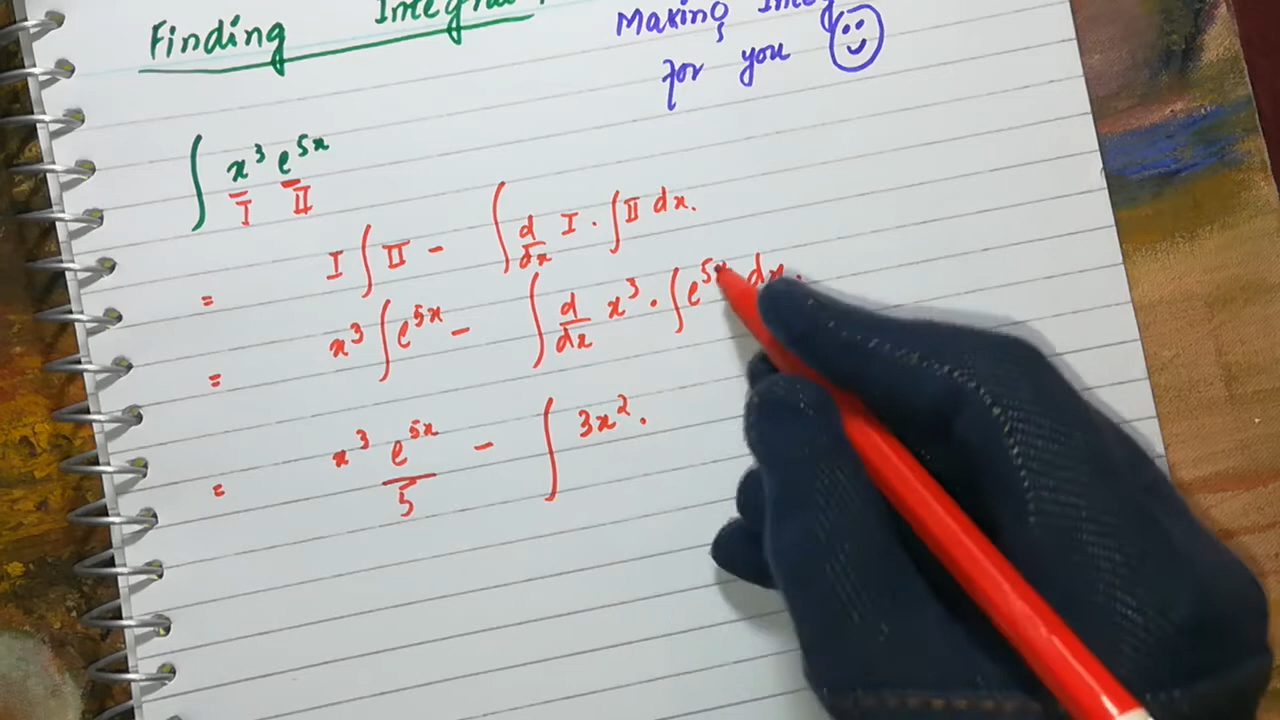 Finding Integral
Making
for you
∫ x³ e⁵ˣ
I II
I ∫ II - ∫ d/dx I . ∫ II dx.
= x³ ∫ e⁵ˣ - ∫ d/dx x³ . ∫ e⁵ˣ dx.
= x³ e⁵ˣ/5 - ∫ 3x².
=